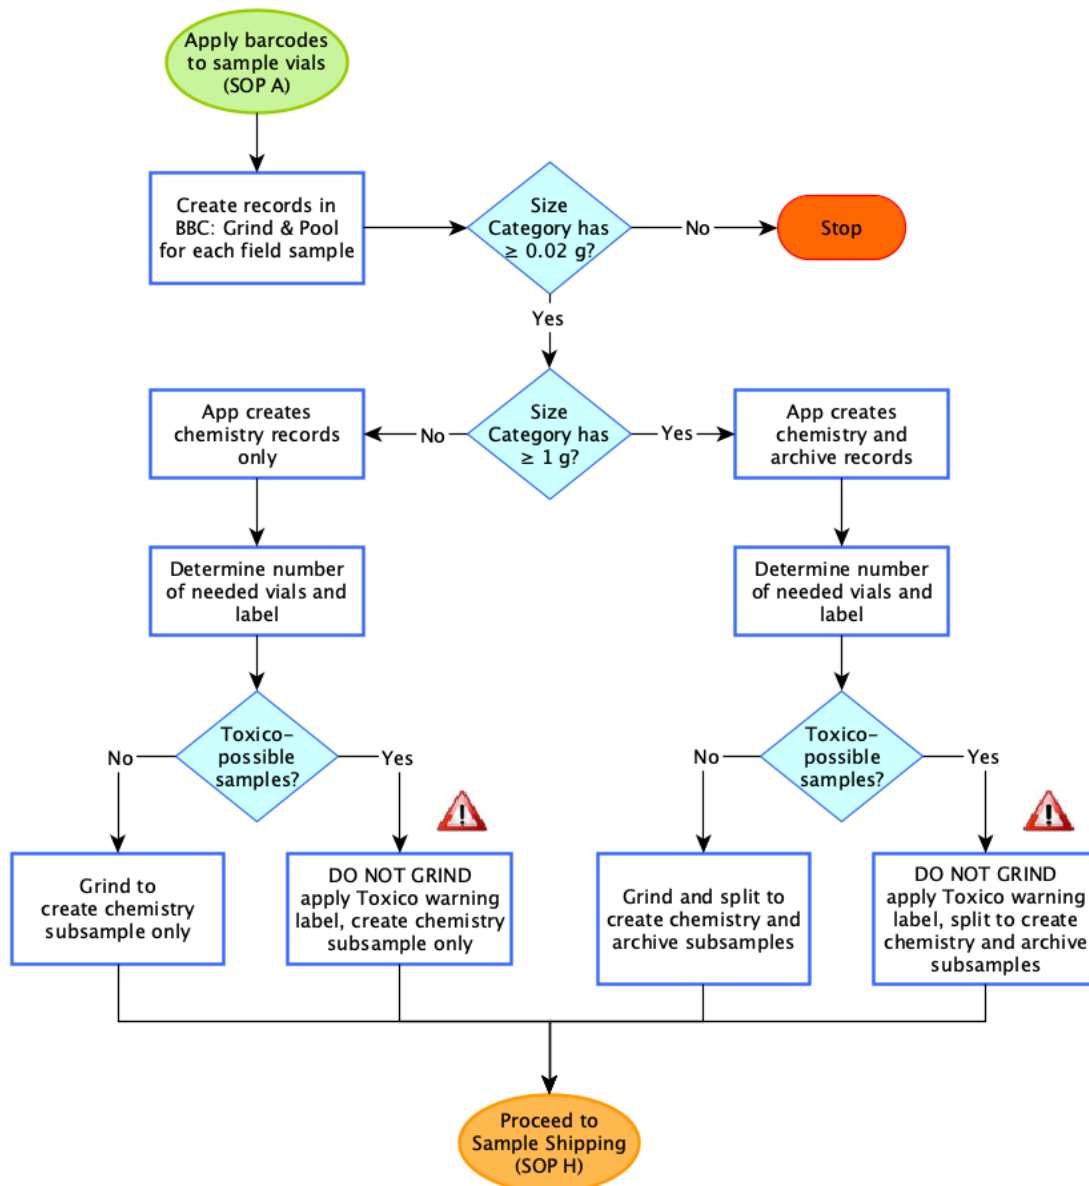 Apply barcodes
to sample vials
(SOP A)
Create records in
BBC: Grind & Pool
for each field sample
Size
Category has
≥ 0.02 g?
No
Stop
Yes
App creates
chemistry records
only
No
Size
Category has
≥ 1 g?
Yes
App creates
chemistry and
archive records
Determine number
of needed vials and
label
Determine number
of needed vials and
label
No
Toxico-
possible
samples?
Yes
No
Toxico-
possible
samples?
Yes
!
!
Grind to
create chemistry
subsample only
DO NOT GRIND
apply Toxico warning
label, create chemistry
subsample only
Grind and split to
create chemistry and
archive subsamples
DO NOT GRIND
apply Toxico warning
label, split to create
chemistry and archive
subsamples
Proceed to
Sample Shipping
(SOP H)